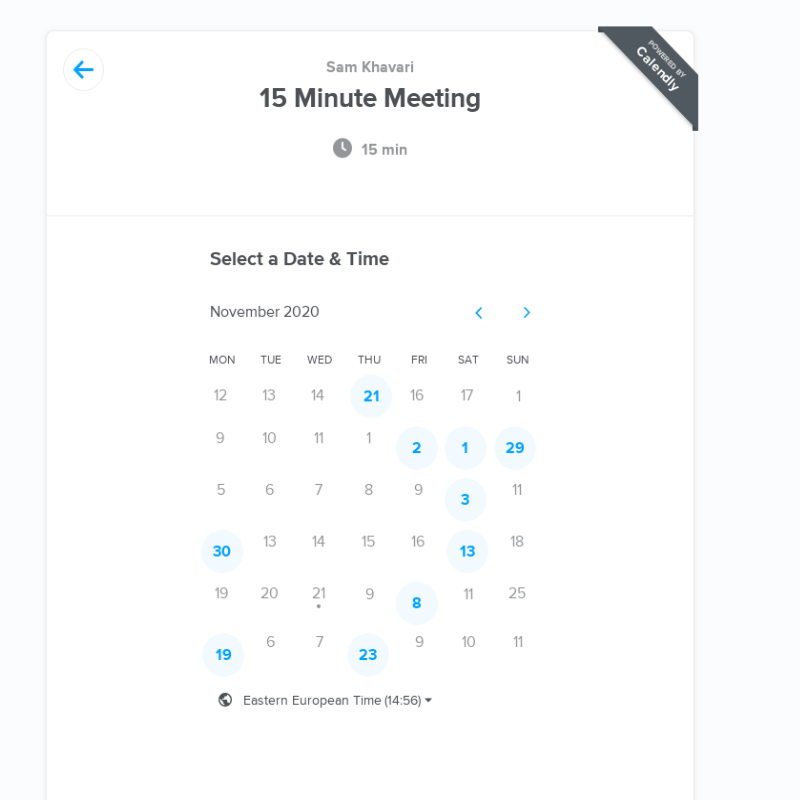 POWERED BY
Calendly
Sam Khavari
15 Minute Meeting
15 min
Select a Date & Time
November 2020
MON TUE WED THU FRI SAT SUN
12 13 14 21 16 17 1
9 10 11 1 2 1 29
5 6 7 8 9 3 11
30 13 14 15 16 13 18
19 20 21 9 8 11 25
19 6 7 23 9 10 11
Eastern European Time (14:56)